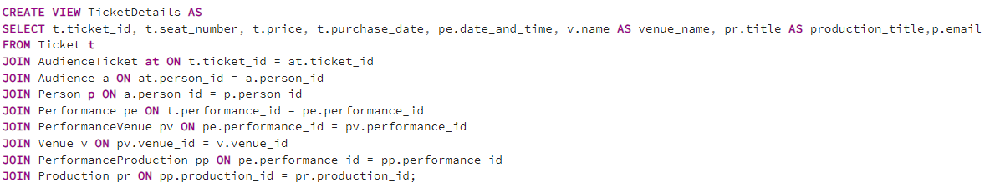 CREATE VIEW TicketDetails AS
SELECT t.ticket_id, t.seat_number, t.price, t.purchase_date, pe.date_and_time, v.name AS venue_name, pr.title AS production_title,p.email
FROM Ticket t
JOIN AudienceTicket at ON t.ticket_id = at.ticket_id
JOIN Audience a ON at.person_id = a.person_id
JOIN Person p ON a.person_id = p.person_id
JOIN Performance pe ON t.performance_id = pe.performance_id
JOIN PerformanceVenue pv ON pe.performance_id = pv.performance_id
JOIN Venue v ON pv.venue_id = v.venue_id
JOIN PerformanceProduction pp ON pe.performance_id = pp.performance_id
JOIN Production pr ON pp.production_id = pr.production_id;